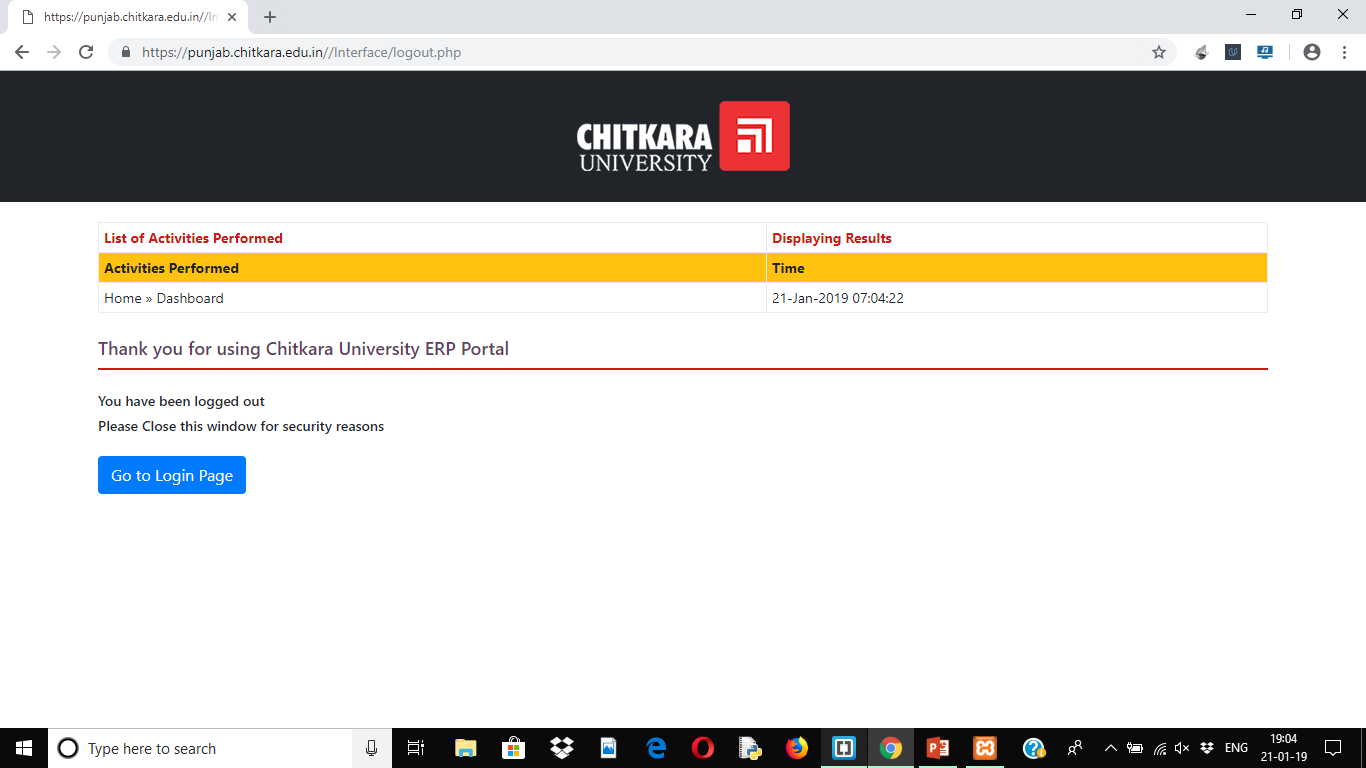 https://punjab.chitkara.edu.in//In
https://punjab.chitkara.edu.in//Interface/logout.php
CHITKARA
UNIVERSITY
List of Activities Performed Displaying Results
Activities Performed Time
Home » Dashboard 21-Jan-2019 07:04:22
Thank you for using Chitkara University ERP Portal
You have been logged out
Please Close this window for security reasons
Go to Login Page
Type here to search
ENG
19:04
21-01-19